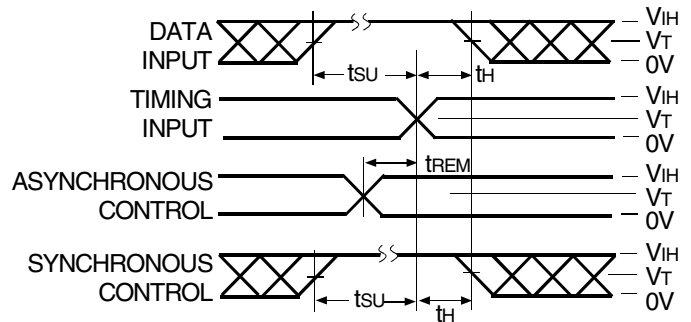 DATA
INPUT
tSU
tH
VIH
VT
0V
TIMING
INPUT
VIH
VT
0V
tREM
ASYNCHRONOUS
CONTROL
VIH
VT
0V
SYNCHRONOUS
CONTROL
tSU
tH
VIH
VT
0V